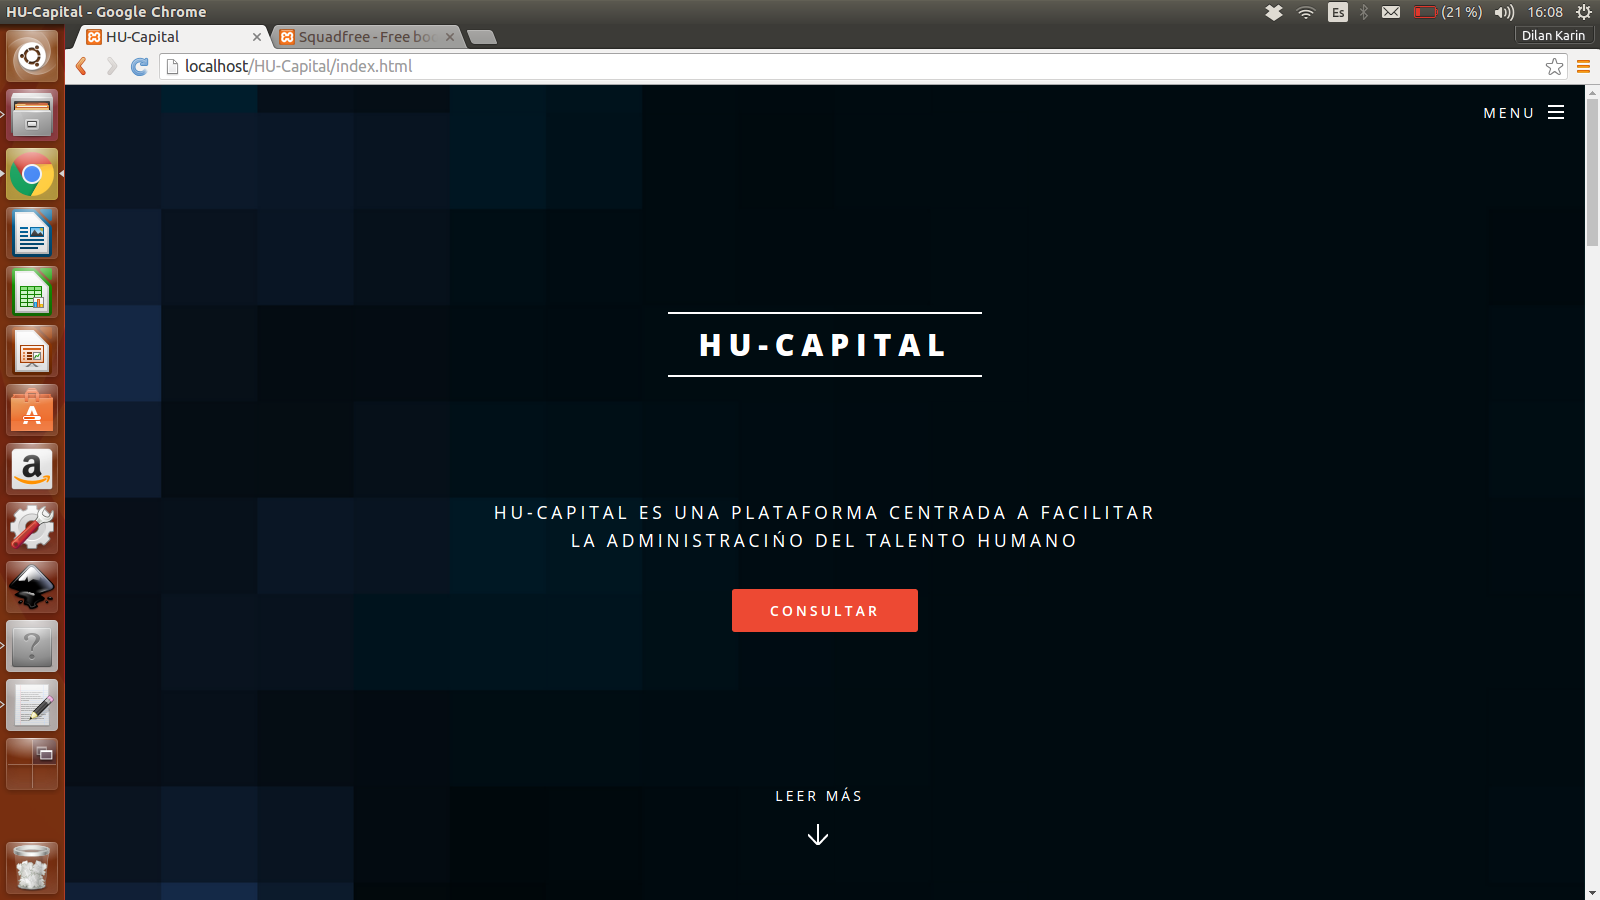 HU-Capital - Google Chrome
Es
(21 %)
16:08
Dilan Karin
HU-Capital
Squadfree - Free boo
localhost/HU-Capital/index.html
MENU
HU-CAPITAL
HU-CAPITAL ES UNA PLATAFORMA CENTRADA A FACILITAR
LA ADMINISTRACIŃO DEL TALENTO HUMANO
CONSULTAR
LEER MÁS